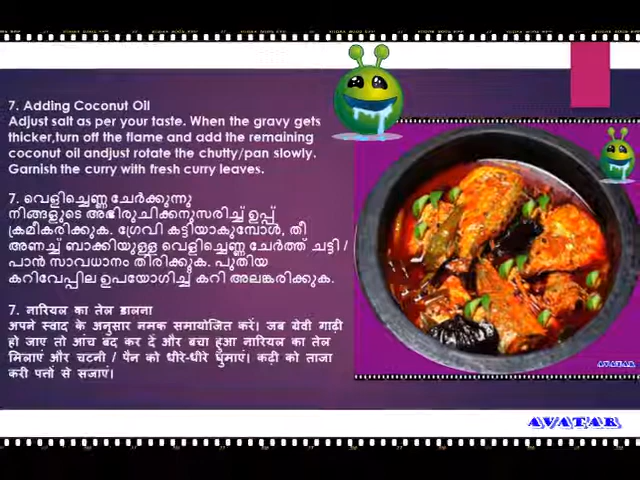 7. Adding Coconut Oil
Adjust salt as per your taste. When the gravy gets
thicker,turn off the flame and add the remaining
coconut oil andjust rotate the chutty/pan slowly.
Garnish the curry with fresh curry leaves.
7. വെളിച്ചെണ്ണ ചേർക്കുന്നു
നിങ്ങളുടെ അഭിരുചിക്കനുസരിച്ച് ഉപ്പ്
ക്രമീകരിക്കുക. ഗ്രേവി കട്ടിയാകുമ്പോൾ, തീ
അണച്ച് ബാക്കിയുള്ള വെളിച്ചെണ്ണ ചേർത്ത് ചട്ടി /
പാൻ സാവധാനം തിരിക്കുക. പുതിയ
കറിവേപ്പില ഉപയോഗിച്ച് കറി അലങ്കരിക്കുക.
7. नारियल का तेल डालना
अपने स्वाद के अनुसार नमक समायोजित करें। जब ग्रेवी गाढ़ी
हो जाए तो आंच बंद कर दें और बचा हुआ नारियल का तेल
मिलाएं और चटनी / पैन को धीरे-धीरे घुमाएं। कढ़ी को ताजा
करी पत्तों से सजाएं।
AVATAR
AVATAR